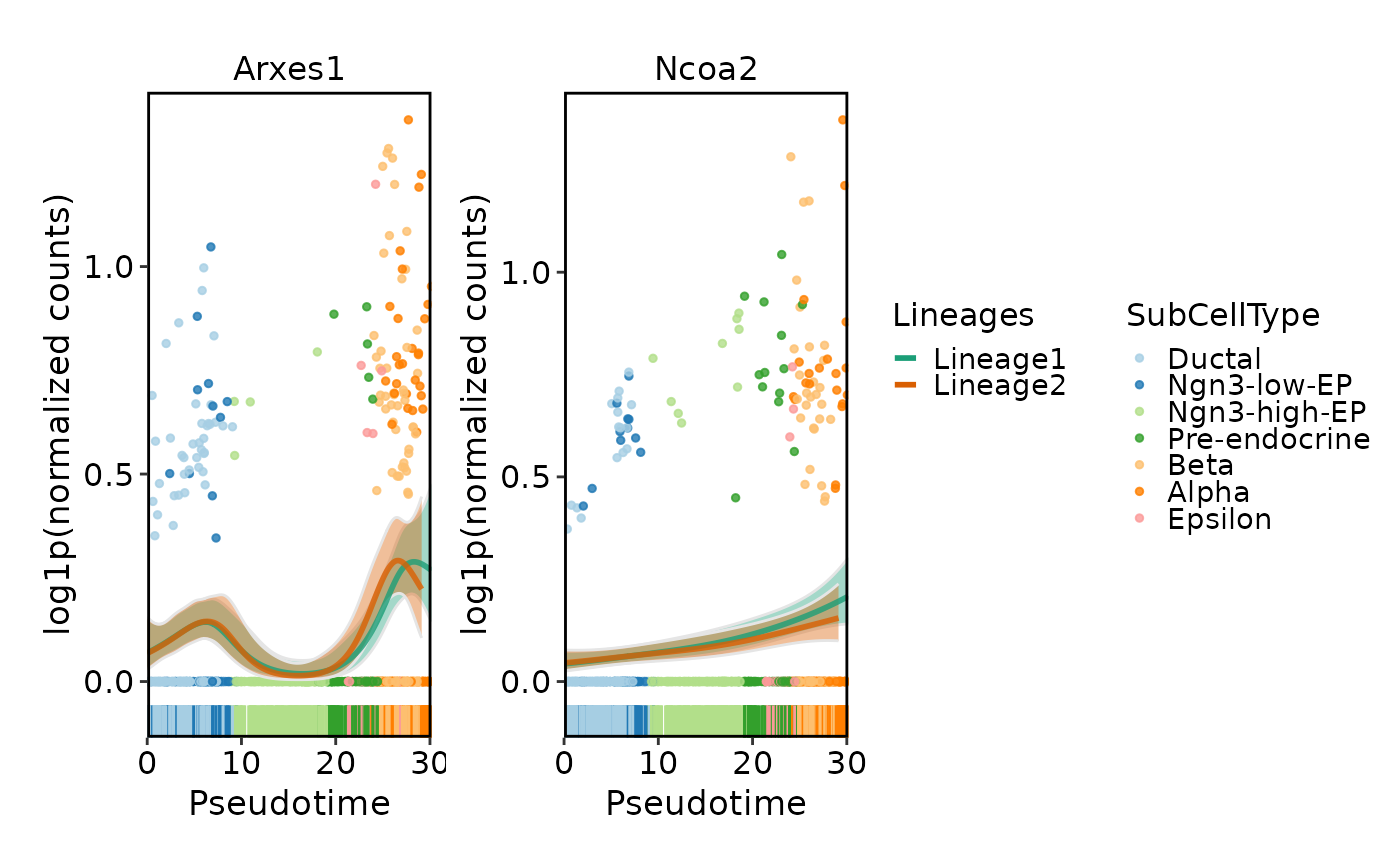 Arxes1
log1p(normalized counts)
1.0
0.5
0.0
0
10
20
30
Pseudotime
Ncoa2
log1p(normalized counts)
1.0
0.5
0.0
0
10
20
30
Pseudotime
Lineages
Lineage1
Lineage2
SubCellType
Ductal
Ngn3-low-EP
Ngn3-high-EP
Pre-endocrine
Beta
Alpha
Epsilon